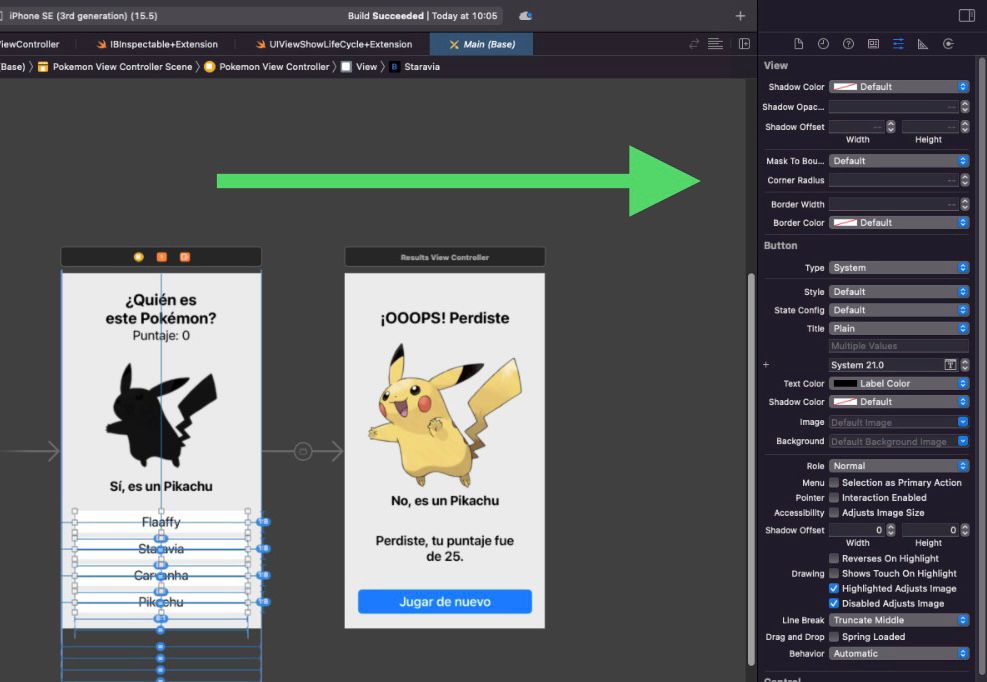 iPhone SE (3rd generation) (15.5)
Build Succeeded | Today at 10:05
ViewController
IBInspectable+Extension
UIViewShowLifeCycle+Extension
Main (Base)
(Base)
Pokemon View Controller Scene
Pokemon View Controller
View
B
Staravia
View
Shadow Color
Default
Shadow Opac...
Shadow Offset
Width
Height
Mask To Bou...
Default
Corner Radius
Border Width
Border Color
Default
Button
Type
System
Style
Default
State Config
Default
Title
Plain
Multiple Values
System 21.0
Text Color
Label Color
Shadow Color
Default
Image
Default Image
Background
Default Background Image
Role
Normal
Menu
Selection as Primary Action
Pointer
Interaction Enabled
Accessibility
Adjusts Image Size
Shadow Offset
0
0
Width
Height
Reverses On Highlight
Drawing
Shows Touch On Highlight
Highlighted Adjusts Image
Disabled Adjusts Image
Line Break
Truncate Middle
Drag and Drop
Spring Loaded
Behavior
Automatic
Control
¿Quién es
este Pokémon?
Puntaje: 0
Sí, es un Pikachu
Flaaffy
Staravia
Carvanha
Pikachu
Results View Controller
¡OOOPS! Perdiste
No, es un Pikachu
Perdiste, tu puntaje fue
de 25.
Jugar de nuevo